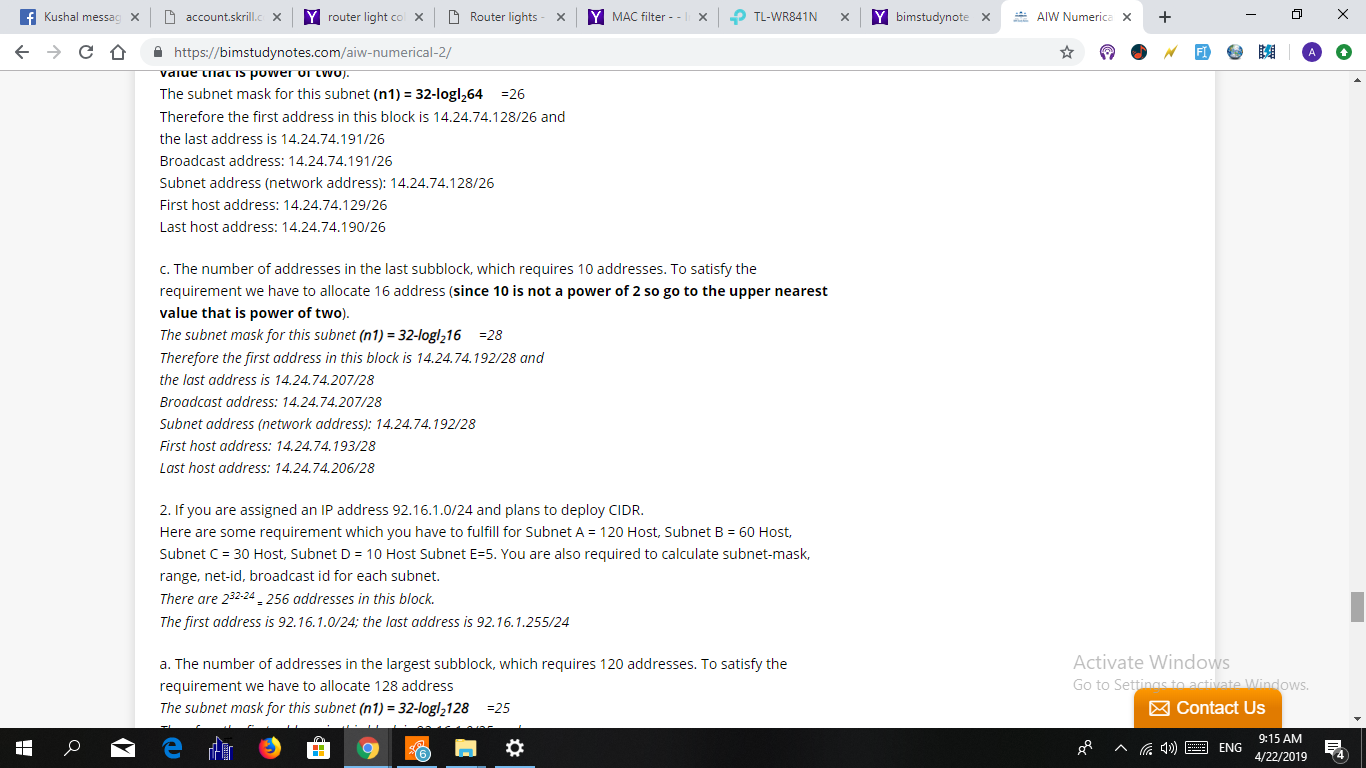 Kushal messag
account.skrill.c
router light co
Router lights -
MAC filter - - I
TL-WR841N
bimstudynote
AIW Numerica
https://bimstudynotes.com/aiw-numerical-2/
A
value that is power of two).
The subnet mask for this subnet (n1) = 32-logl₂64 =26
Therefore the first address in this block is 14.24.74.128/26 and
the last address is 14.24.74.191/26
Broadcast address: 14.24.74.191/26
Subnet address (network address): 14.24.74.128/26
First host address: 14.24.74.129/26
Last host address: 14.24.74.190/26
c. The number of addresses in the last subblock, which requires 10 addresses. To satisfy the
requirement we have to allocate 16 address (since 10 is not a power of 2 so go to the upper nearest
value that is power of two).
The subnet mask for this subnet (n1) = 32-logl₂16 =28
Therefore the first address in this block is 14.24.74.192/28 and
the last address is 14.24.74.207/28
Broadcast address: 14.24.74.207/28
Subnet address (network address): 14.24.74.192/28
First host address: 14.24.74.193/28
Last host address: 14.24.74.206/28
2. If you are assigned an IP address 92.16.1.0/24 and plans to deploy CIDR.
Here are some requirement which you have to fulfill for Subnet A = 120 Host, Subnet B = 60 Host,
Subnet C = 30 Host, Subnet D = 10 Host Subnet E=5. You are also required to calculate subnet-mask,
range, net-id, broadcast id for each subnet.
There are 2³²⁻²⁴ = 256 addresses in this block.
The first address is 92.16.1.0/24; the last address is 92.16.1.255/24
a. The number of addresses in the largest subblock, which requires 120 addresses. To satisfy the
requirement we have to allocate 128 address
The subnet mask for this subnet (n1) = 32-logl₂128 =25
Activate Windows
Go to Settings to activate Windows.
Contact Us
ENG
9:15 AM
4/22/2019
4
6